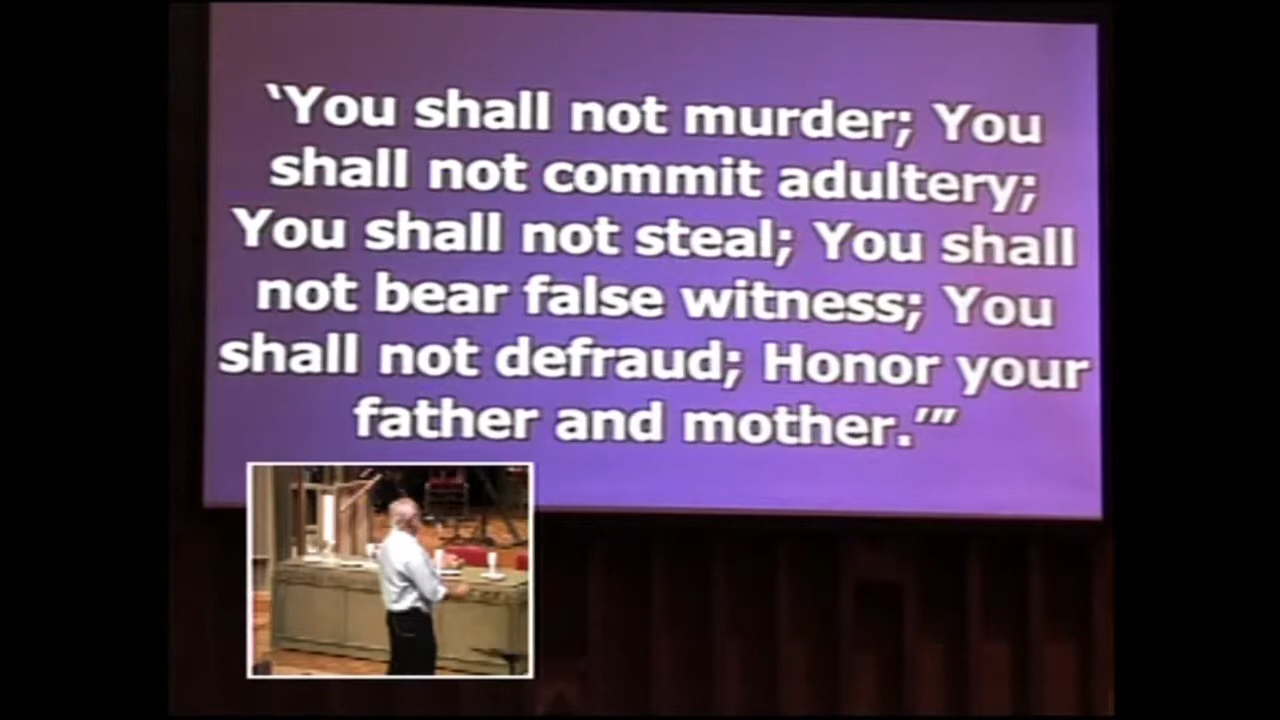 ‘You shall not murder; You
shall not commit adultery;
You shall not steal; You shall
not bear false witness; You
shall not defraud; Honor your
father and mother.’”